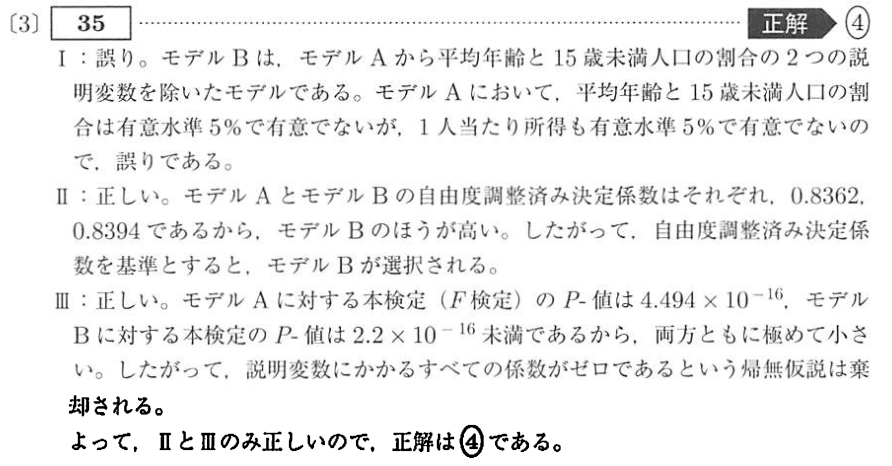 〔3〕 35 正解 ④
Ⅰ：誤り。モデル B は，モデル A から平均年齢と 15 歳未満人口の割合の 2 つの説
明変数を除いたモデルである。モデル A において，平均年齢と 15 歳未満人口の割
合は有意水準 5%で有意でないが，1 人当たり所得も有意水準 5%で有意でないの
で，誤りである。
Ⅱ：正しい。モデル A とモデル B の自由度調整済み決定係数はそれぞれ，0.8362，
0.8394 であるから，モデル B のほうが高い。したがって，自由度調整済み決定係
数を基準とすると，モデル B が選択される。
Ⅲ：正しい。モデル A に対する本検定（F 検定）の P- 値は 4.494 × 10⁻¹⁶，モデル
B に対する本検定の P- 値は 2.2 × 10⁻¹⁶ 未満であるから，両方ともに極めて小さ
い。したがって，説明変数にかかるすべての係数がゼロであるという帰無仮説は棄
却される。
よって，ⅡとⅢのみ正しいので，正解は④である。